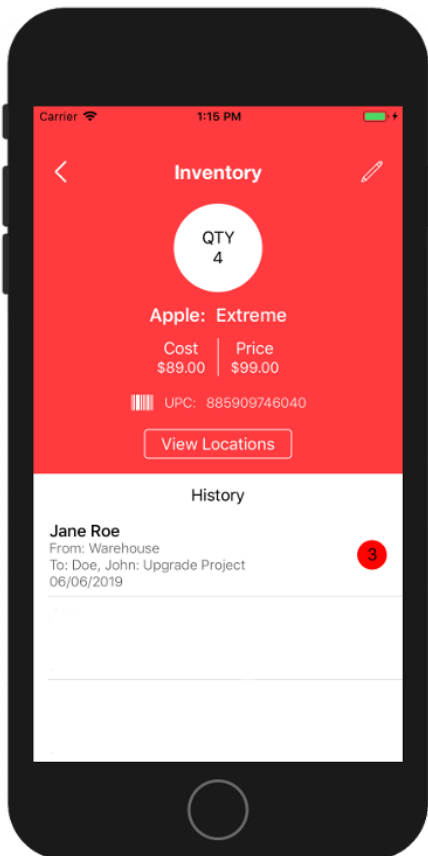 Carrier 1:15 PM
Inventory
QTY
4
Apple: Extreme
Cost Price
$89.00 $99.00
UPC: 885909746040
View Locations
History
Jane Roe
From: Warehouse
To: Doe, John: Upgrade Project
06/06/2019
3